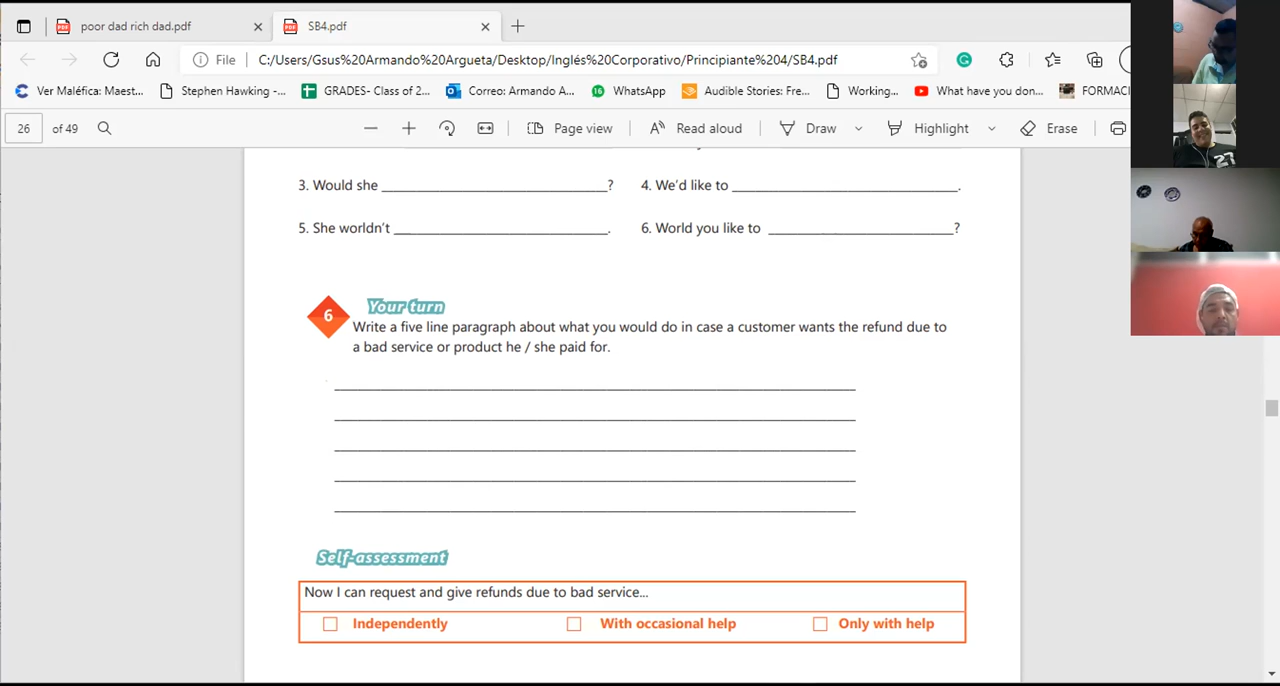 poor dad rich dad.pdf
SB4.pdf
File C:/Users/Gsus%20Armando%20Argueta/Desktop/Inglés%20Corporativo/Principiante%204/SB4.pdf
Ver Maléfica: Maest... Stephen Hawking -... GRADES- Class of 2... Correo: Armando A... WhatsApp Audible Stories: Fre... Working... What have you don... FORMACI
26 of 49 Page view Read aloud Draw Highlight Erase
3. Would she ____________________? 4. We'd like to ____________________.
5. She worldn't ____________________. 6. World you like to ____________________?
6 Your turn
Write a five line paragraph about what you would do in case a customer wants the refund due to
a bad service or product he / she paid for.
Self-assessment
Now I can request and give refunds due to bad service...
Independently With occasional help Only with help
27